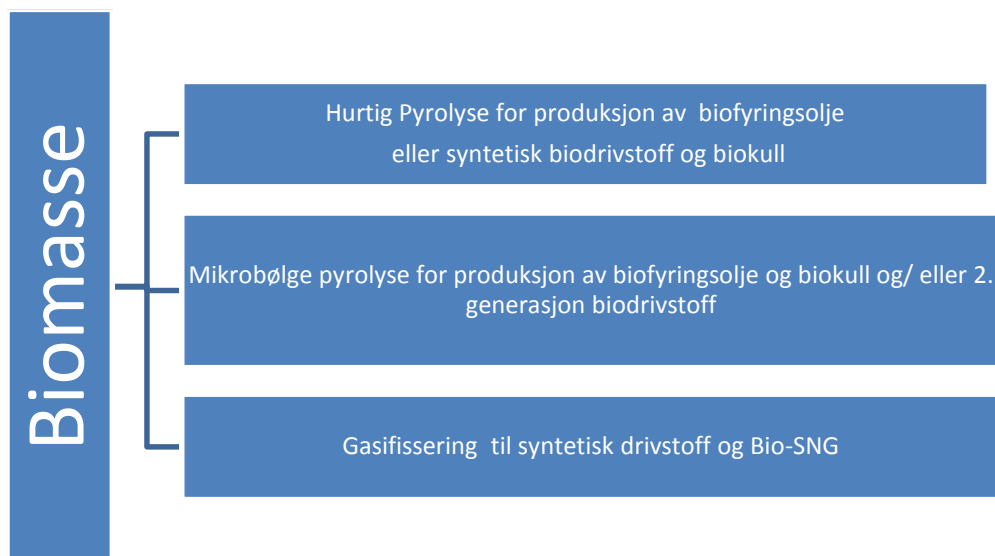 Biomasse
Hurtig Pyrolyse for produksjon av biofyringsolje
eller syntetisk biodrivstoff og biokull
Mikrobølge pyrolyse for produksjon av biofyringsolje og biokull og/ eller 2.
generasjon biodrivstoff
Gasifissering til syntetisk drivstoff og Bio-SNG